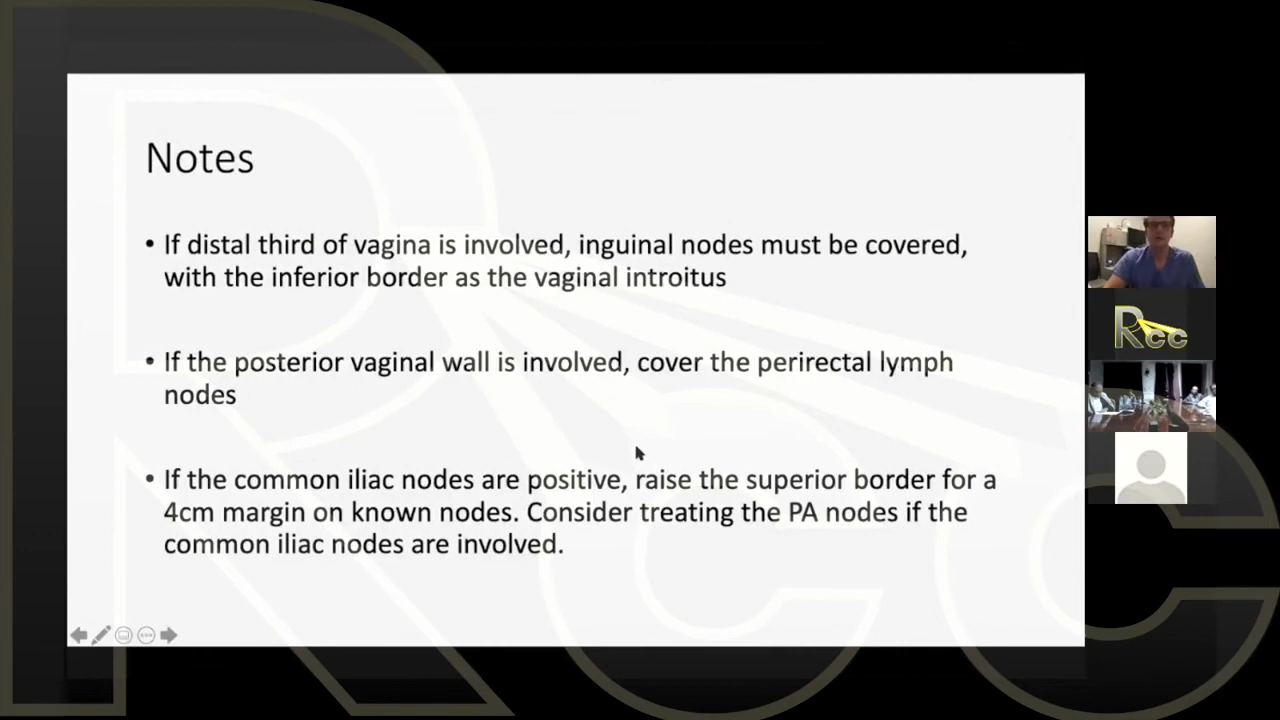 Notes
• If distal third of vagina is involved, inguinal nodes must be covered,
with the inferior border as the vaginal introitus
• If the posterior vaginal wall is involved, cover the perirectal lymph
nodes
• If the common iliac nodes are positive, raise the superior border for a
4cm margin on known nodes. Consider treating the PA nodes if the
common iliac nodes are involved.
Rcc